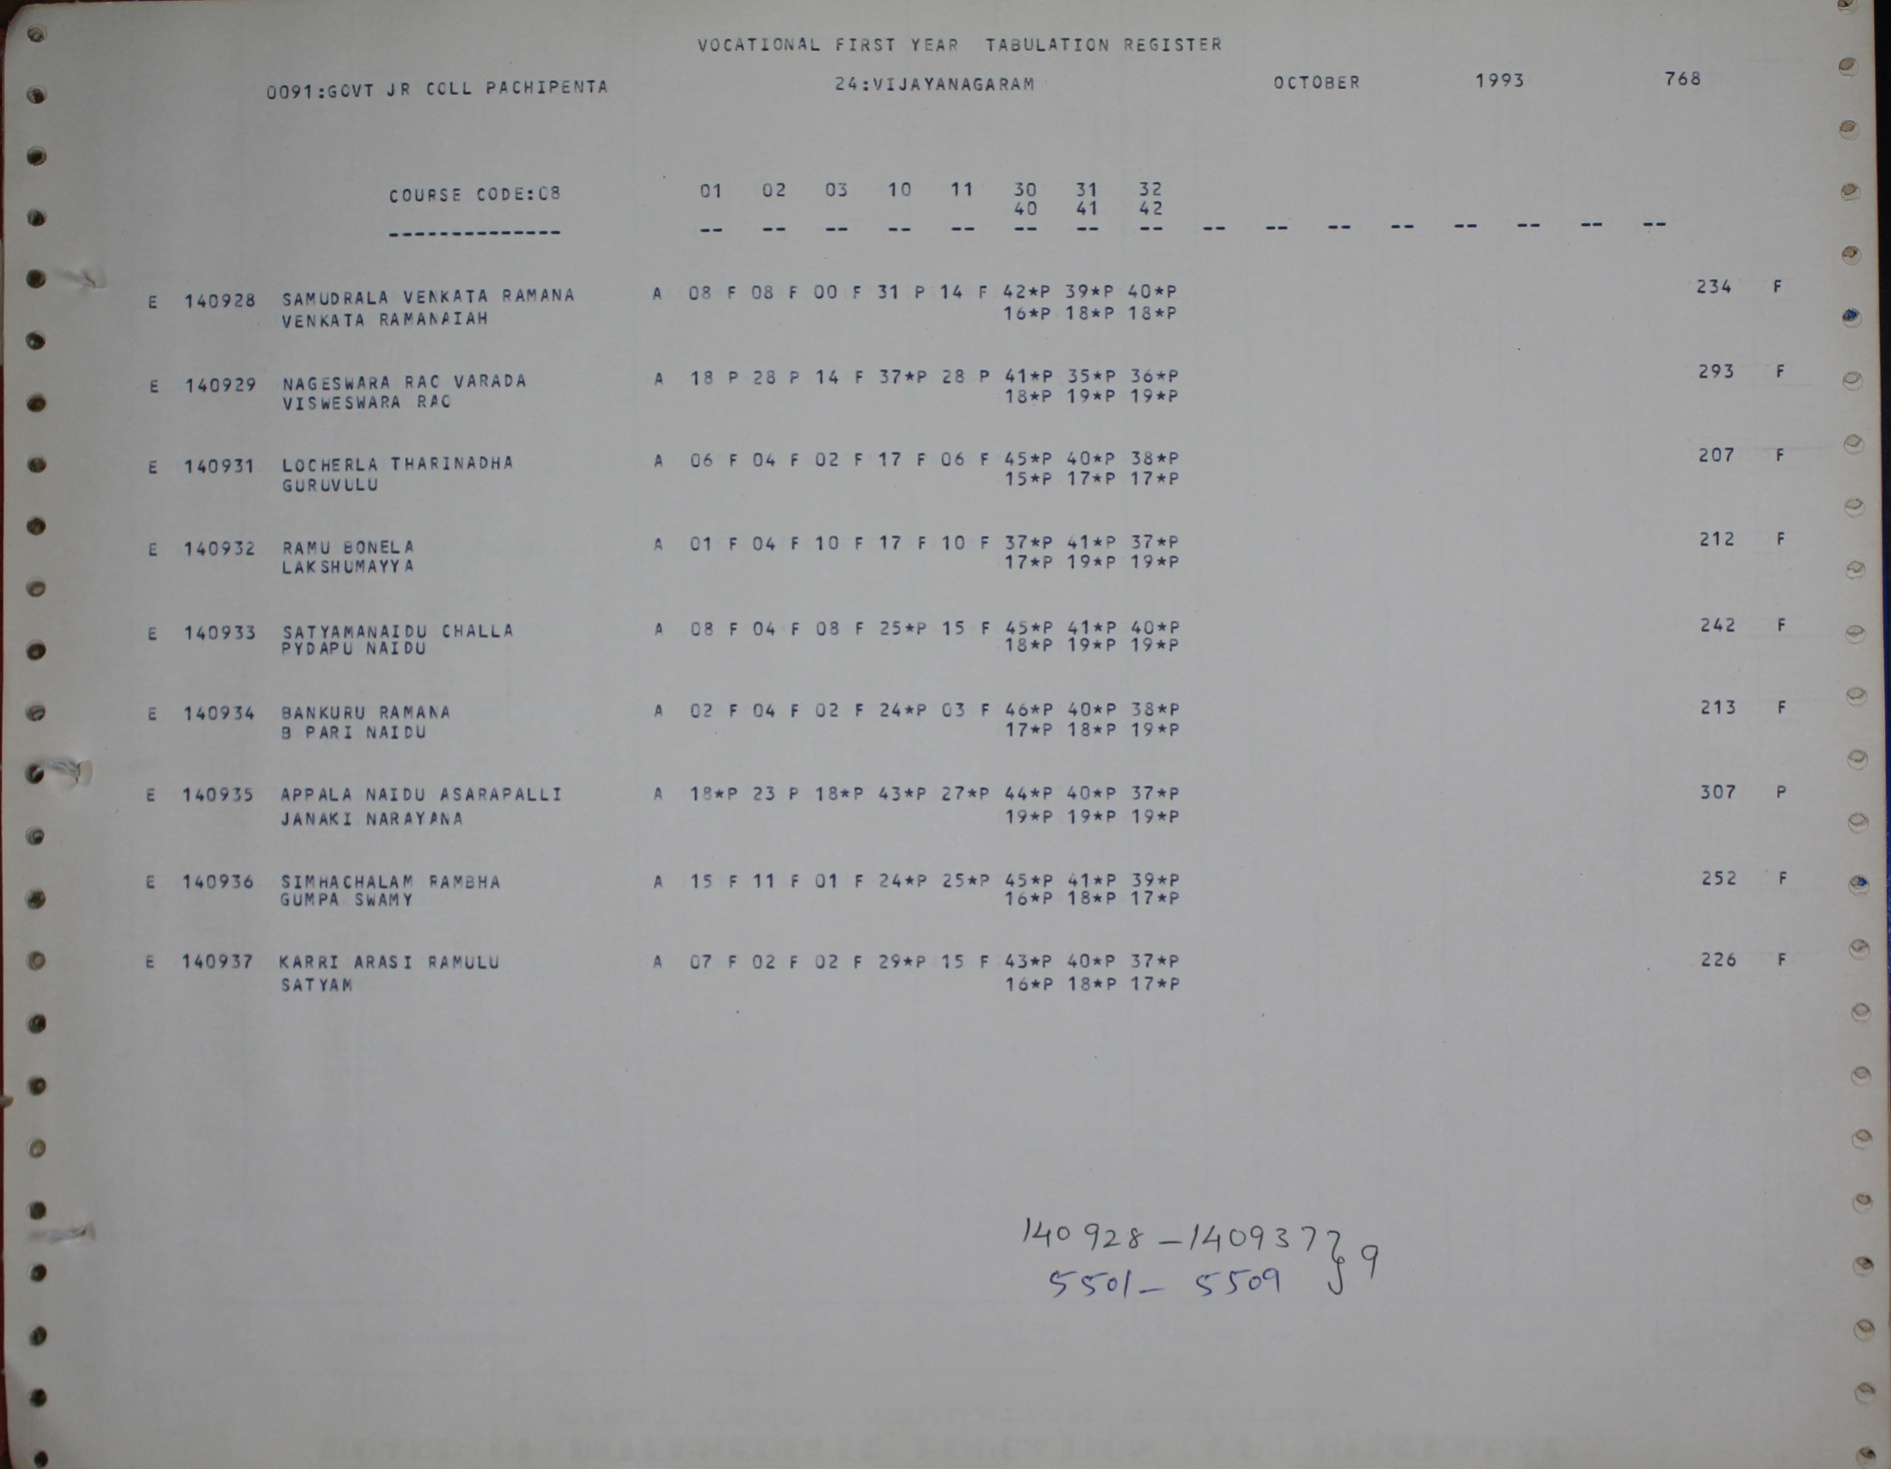 VOCATIONAL FIRST YEAR TABULATION REGISTER
0091:GOVT JR COLL PACHIPENTA 24:VIJAYANAGARAM OCTOBER 1993 768
COURSE CODE:08 01 02 03 10 11 30 31 32
40 41 42
-------------- -- -- -- -- -- -- -- -- -- -- -- -- -- -- -- --
E 140928 SAMUDRALA VENKATA RAMANA A 08 F 08 F 00 F 31 P 14 F 42*P 39*P 40*P 234 F
VENKATA RAMANAIAH 16*P 18*P 18*P
E 140929 NAGESWARA RAO VARADA A 18 P 28 P 14 F 37*P 28 P 41*P 35*P 36*P 293 F
VISWESWARA RAO 18*P 19*P 19*P
E 140931 LOCHERLA THARINADHA A 06 F 04 F 02 F 17 F 06 F 45*P 40*P 38*P 207 F
GURUVULU 15*P 17*P 17*P
E 140932 RAMU BONELA A 01 F 04 F 10 F 17 F 10 F 37*P 41*P 37*P 212 F
LAKSHUMAYYA 17*P 19*P 19*P
E 140933 SATYAMANAIDU CHALLA A 08 F 04 F 08 F 25*P 15 F 45*P 41*P 40*P 242 F
PYDAPU NAIDU 18*P 19*P 19*P
E 140934 BANKURU RAMANA A 02 F 04 F 02 F 24*P 03 F 46*P 40*P 38*P 213 F
B PARI NAIDU 17*P 18*P 19*P
E 140935 APPALA NAIDU ASARAPALLI A 18*P 23 P 18*P 43*P 27*P 44*P 40*P 37*P 307 P
JANAKI NARAYANA 19*P 19*P 19*P
E 140936 SIMHACHALAM RAMBHA A 15 F 11 F 01 F 24*P 25*P 45*P 41*P 39*P 252 F
GUMPA SWAMY 16*P 18*P 17*P
E 140937 KARRI ARASI RAMULU A 07 F 02 F 02 F 29*P 15 F 43*P 40*P 37*P 226 F
SATYAM 16*P 18*P 17*P
140928 - 140937 } 9
5501 - 5509